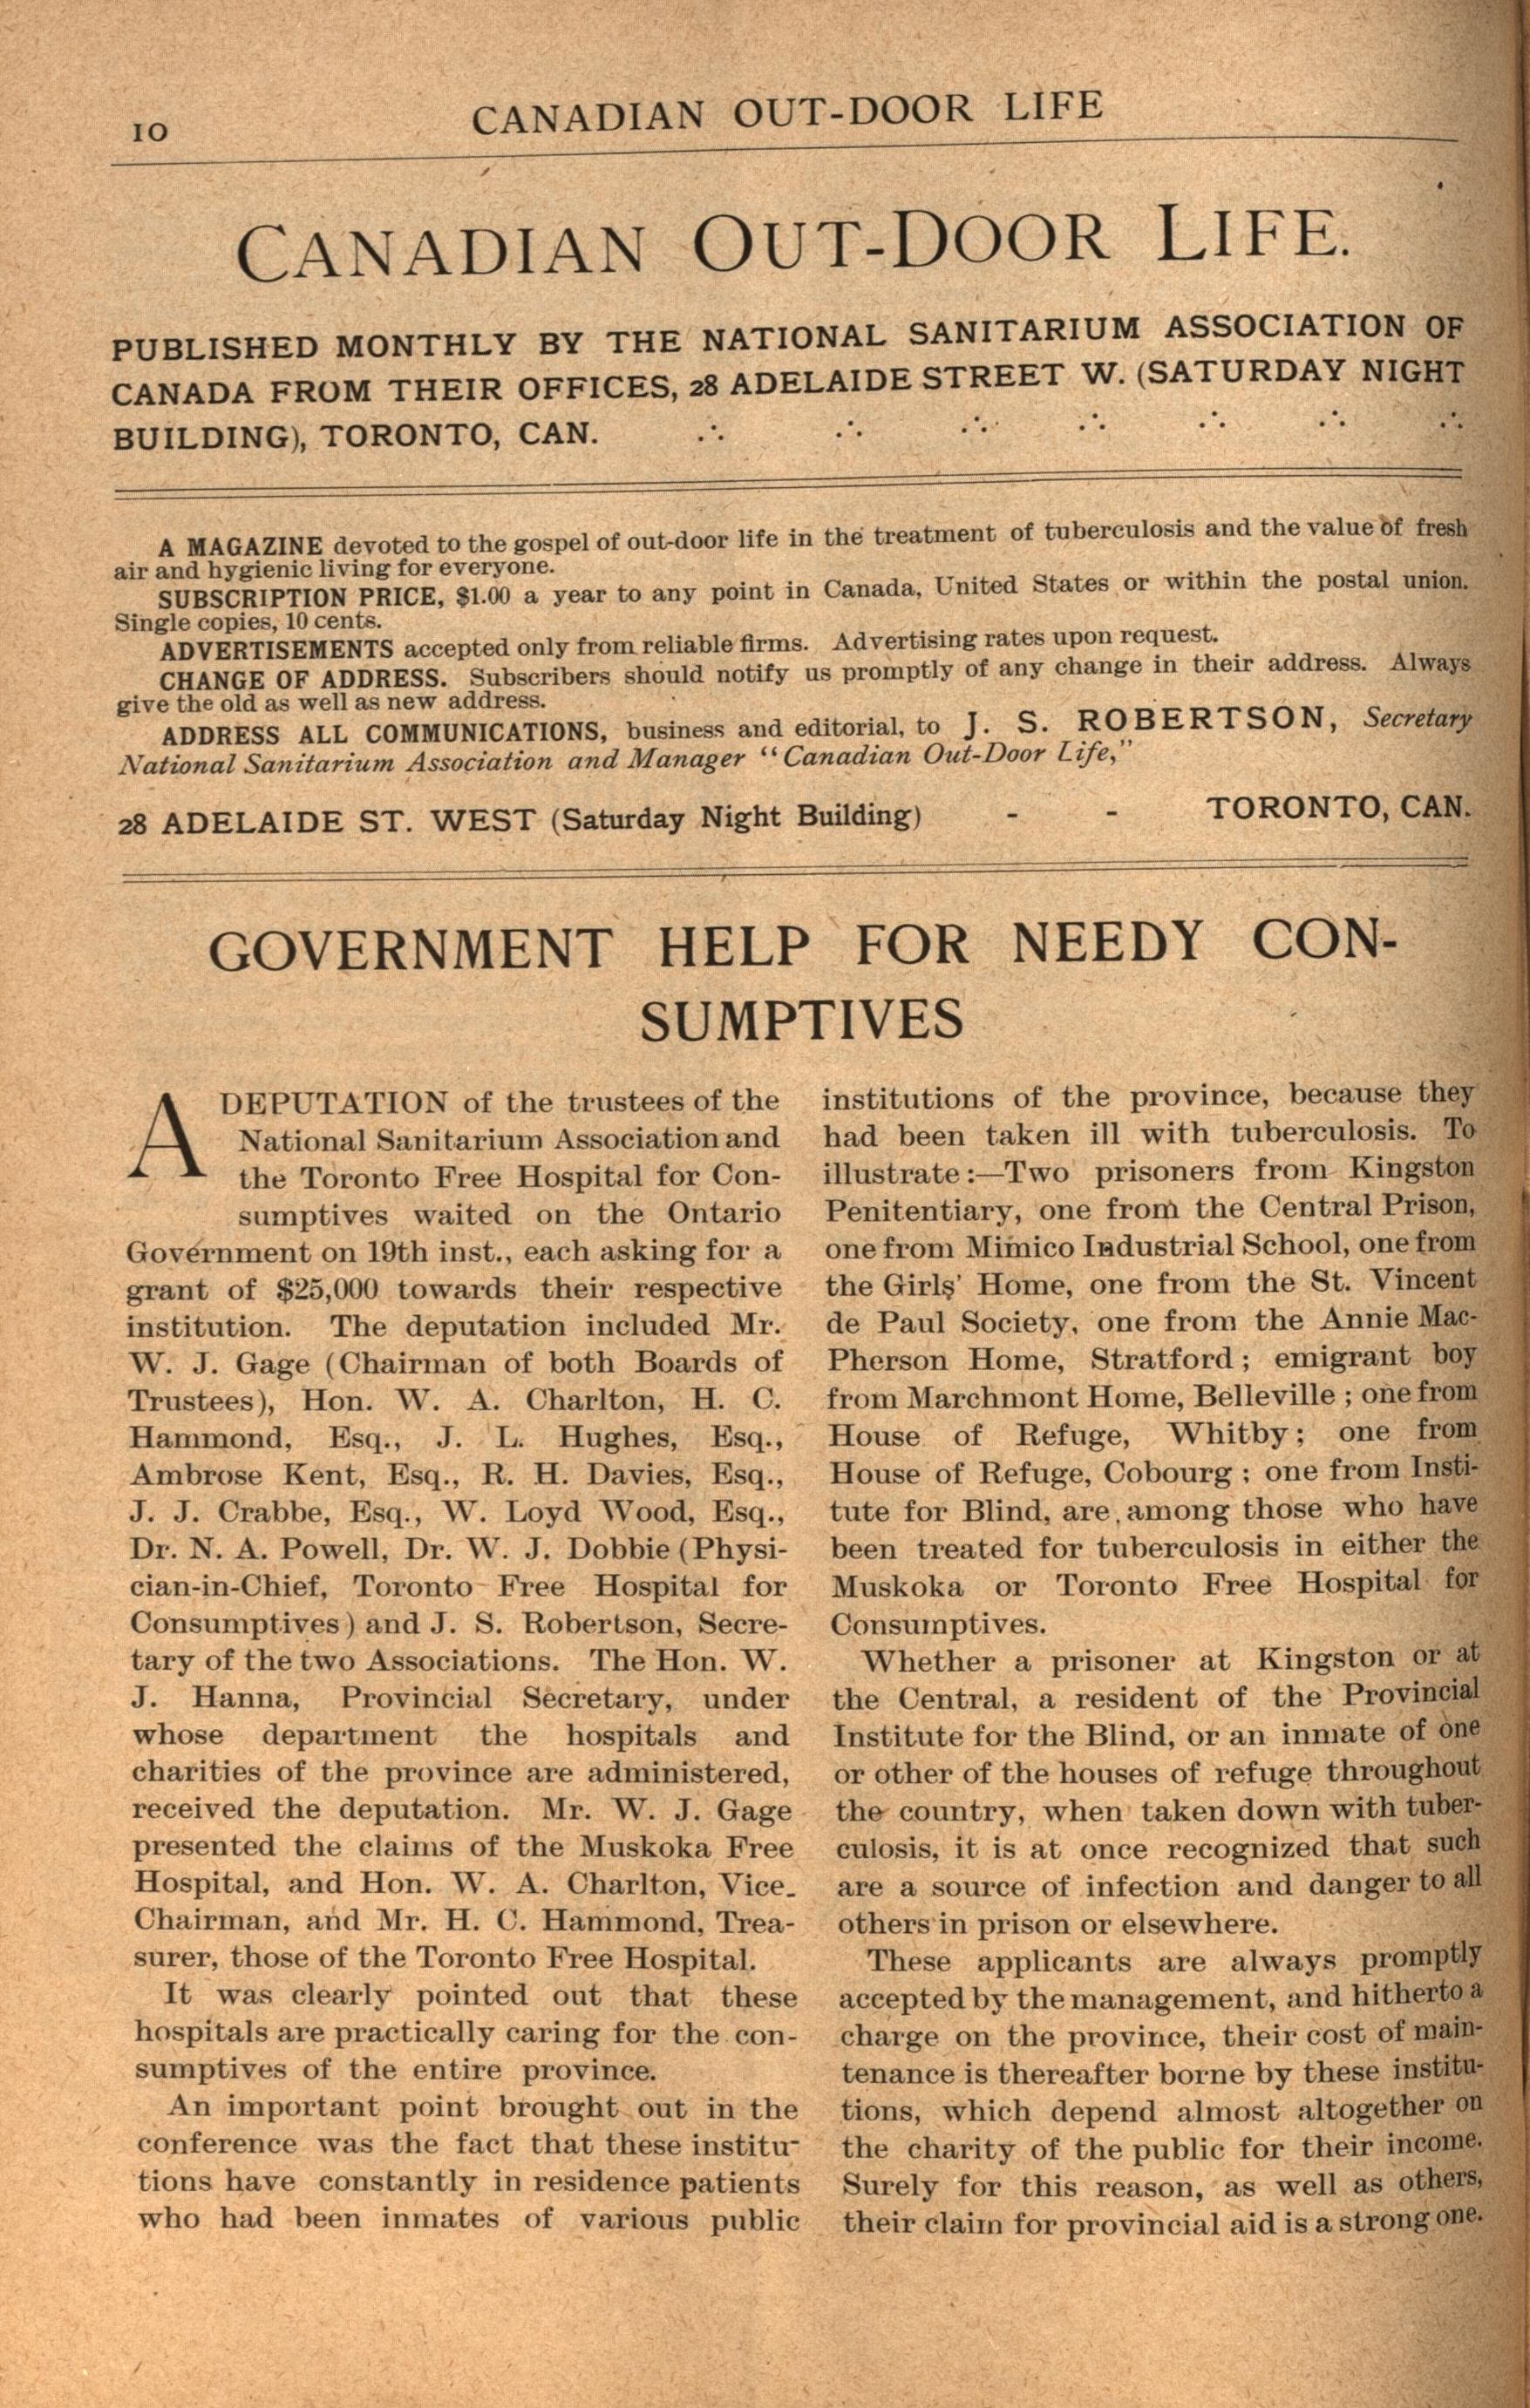 10
CANADIAN OUT-DOOR LIFE
CANADIAN OUT-DOOR LIFE.
PUBLISHED MONTHLY BY THE NATIONAL SANITARIUM ASSOCIATION OF
CANADA FROM THEIR OFFICES, 28 ADELAIDE STREET W. (SATURDAY NIGHT
BUILDING), TORONTO, CAN. ∴ ∴ ∴ ∴ ∴ ∴ ∴
A MAGAZINE devoted to the gospel of out-door life in the treatment of tuberculosis and the value of fresh
air and hygienic living for everyone.
SUBSCRIPTION PRICE, $1.00 a year to any point in Canada, United States or within the postal union.
Single copies, 10 cents.
ADVERTISEMENTS accepted only from reliable firms. Advertising rates upon request.
CHANGE OF ADDRESS. Subscribers should notify us promptly of any change in their address. Always
give the old as well as new address.
ADDRESS ALL COMMUNICATIONS, business and editorial, to J. S. ROBERTSON, Secretary
National Sanitarium Association and Manager "Canadian Out-Door Life,"
28 ADELAIDE ST. WEST (Saturday Night Building) - - TORONTO, CAN.
GOVERNMENT HELP FOR NEEDY CON-
SUMPTIVES
A DEPUTATION of the trustees of the
National Sanitarium Association and
the Toronto Free Hospital for Con-
sumptives waited on the Ontario
Government on 19th inst., each asking for a
grant of $25,000 towards their respective
institution. The deputation included Mr.
W. J. Gage (Chairman of both Boards of
Trustees), Hon. W. A. Charlton, H. C.
Hammond, Esq., J. L. Hughes, Esq.,
Ambrose Kent, Esq., R. H. Davies, Esq.,
J. J. Crabbe, Esq., W. Loyd Wood, Esq.,
Dr. N. A. Powell, Dr. W. J. Dobbie (Physi-
cian-in-Chief, Toronto Free Hospital for
Consumptives) and J. S. Robertson, Secre-
tary of the two Associations. The Hon. W.
J. Hanna, Provincial Secretary, under
whose department the hospitals and
charities of the province are administered,
received the deputation. Mr. W. J. Gage
presented the claims of the Muskoka Free
Hospital, and Hon. W. A. Charlton, Vice-
Chairman, and Mr. H. C. Hammond, Trea-
surer, those of the Toronto Free Hospital.
It was clearly pointed out that these
hospitals are practically caring for the con-
sumptives of the entire province.
An important point brought out in the
conference was the fact that these institu-
tions have constantly in residence patients
who had been inmates of various public
institutions of the province, because they
had been taken ill with tuberculosis. To
illustrate:—Two prisoners from Kingston
Penitentiary, one from the Central Prison,
one from Mimico Industrial School, one from
the Girls' Home, one from the St. Vincent
de Paul Society, one from the Annie Mac-
Pherson Home, Stratford; emigrant boy
from Marchmont Home, Belleville; one from
House of Refuge, Whitby; one from
House of Refuge, Cobourg; one from Insti-
tute for Blind, are, among those who have
been treated for tuberculosis in either the
Muskoka or Toronto Free Hospital for
Consumptives.
Whether a prisoner at Kingston or at
the Central, a resident of the Provincial
Institute for the Blind, or an inmate of one
or other of the houses of refuge throughout
the country, when taken down with tuber-
culosis, it is at once recognized that such
are a source of infection and danger to all
others in prison or elsewhere.
These applicants are always promptly
accepted by the management, and hitherto a
charge on the province, their cost of main-
tenance is thereafter borne by these institu-
tions, which depend almost altogether on
the charity of the public for their income.
Surely for this reason, as well as others,
their claim for provincial aid is a strong one.